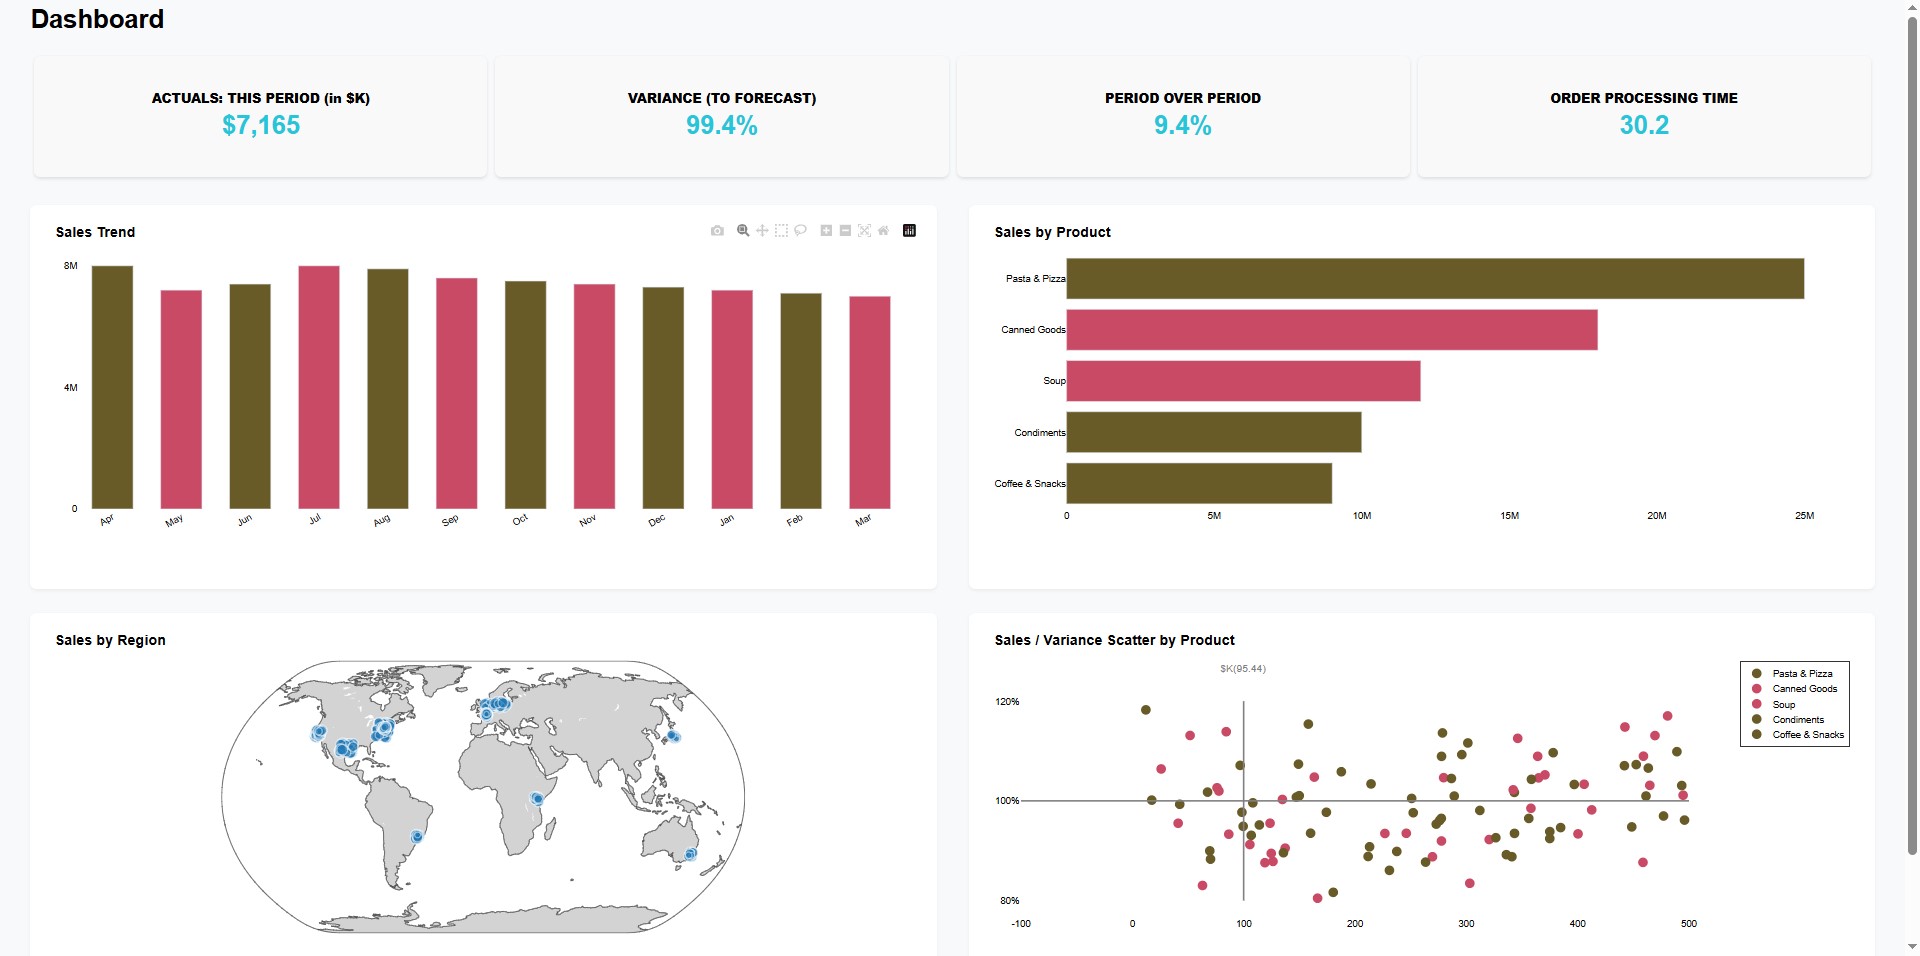 Dashboard
ACTUALS: THIS PERIOD (in $K)
$7,165
VARIANCE (TO FORECAST)
99.4%
PERIOD OVER PERIOD
9.4%
ORDER PROCESSING TIME
30.2
Sales Trend
8M
4M
0
Apr May Jun Jul Aug Sep Oct Nov Dec Jan Feb Mar
Sales by Product
Pasta & Pizza
Canned Goods
Soup
Condiments
Coffee & Snacks
0 5M 10M 15M 20M 25M
Sales by Region
Sales / Variance Scatter by Product
$K(95.44)
120%
100%
80%
-100 0 100 200 300 400 500
Pasta & Pizza
Canned Goods
Soup
Condiments
Coffee & Snacks